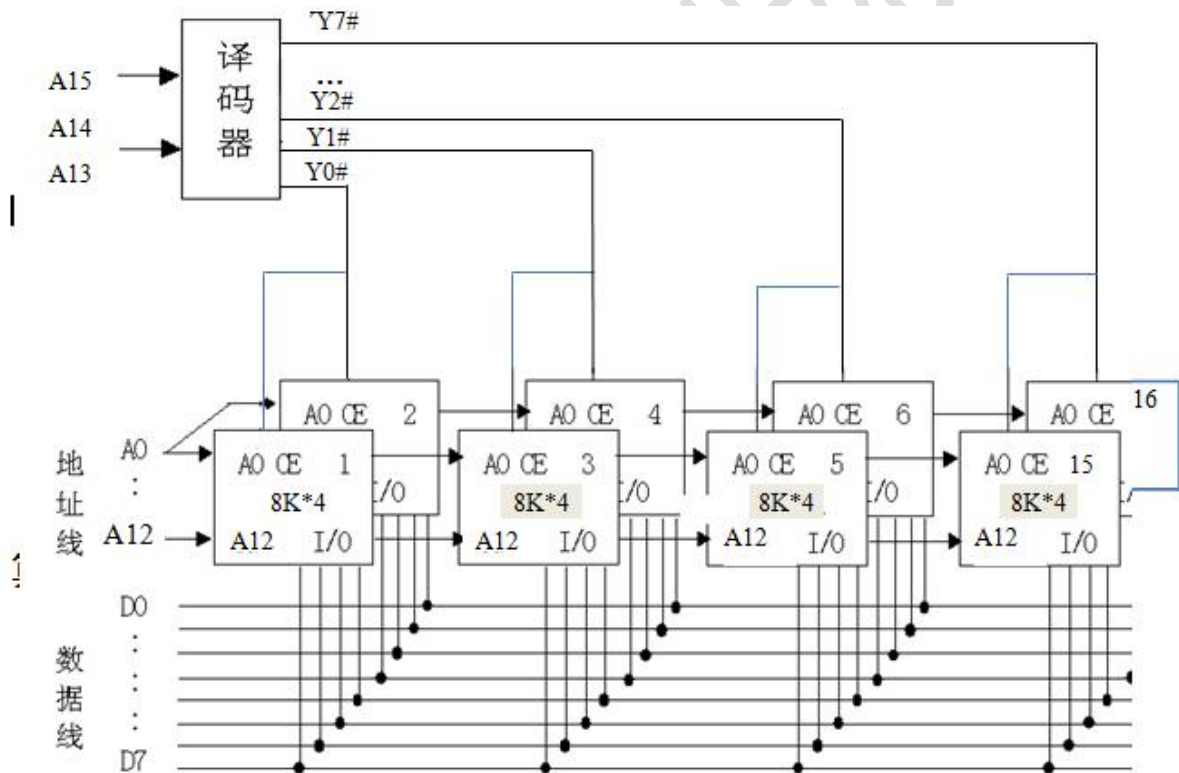 Y7#
译码器
A15
…
Y2#
A14
Y1#
A13
Y0#
A0 CE 2
A0 CE 4
A0 CE 6
A0 CE 16
I/O
I/O
I/O
地址线
A0
⋮
A12
A0 CE 1
8K*4
A12 I/O
A0 CE 3
8K*4
A12 I/O
A0 CE 5
8K*4
A12 I/O
A0 CE 15
8K*4
A12 I/O
数据线
D0
⋮
⋮
D7